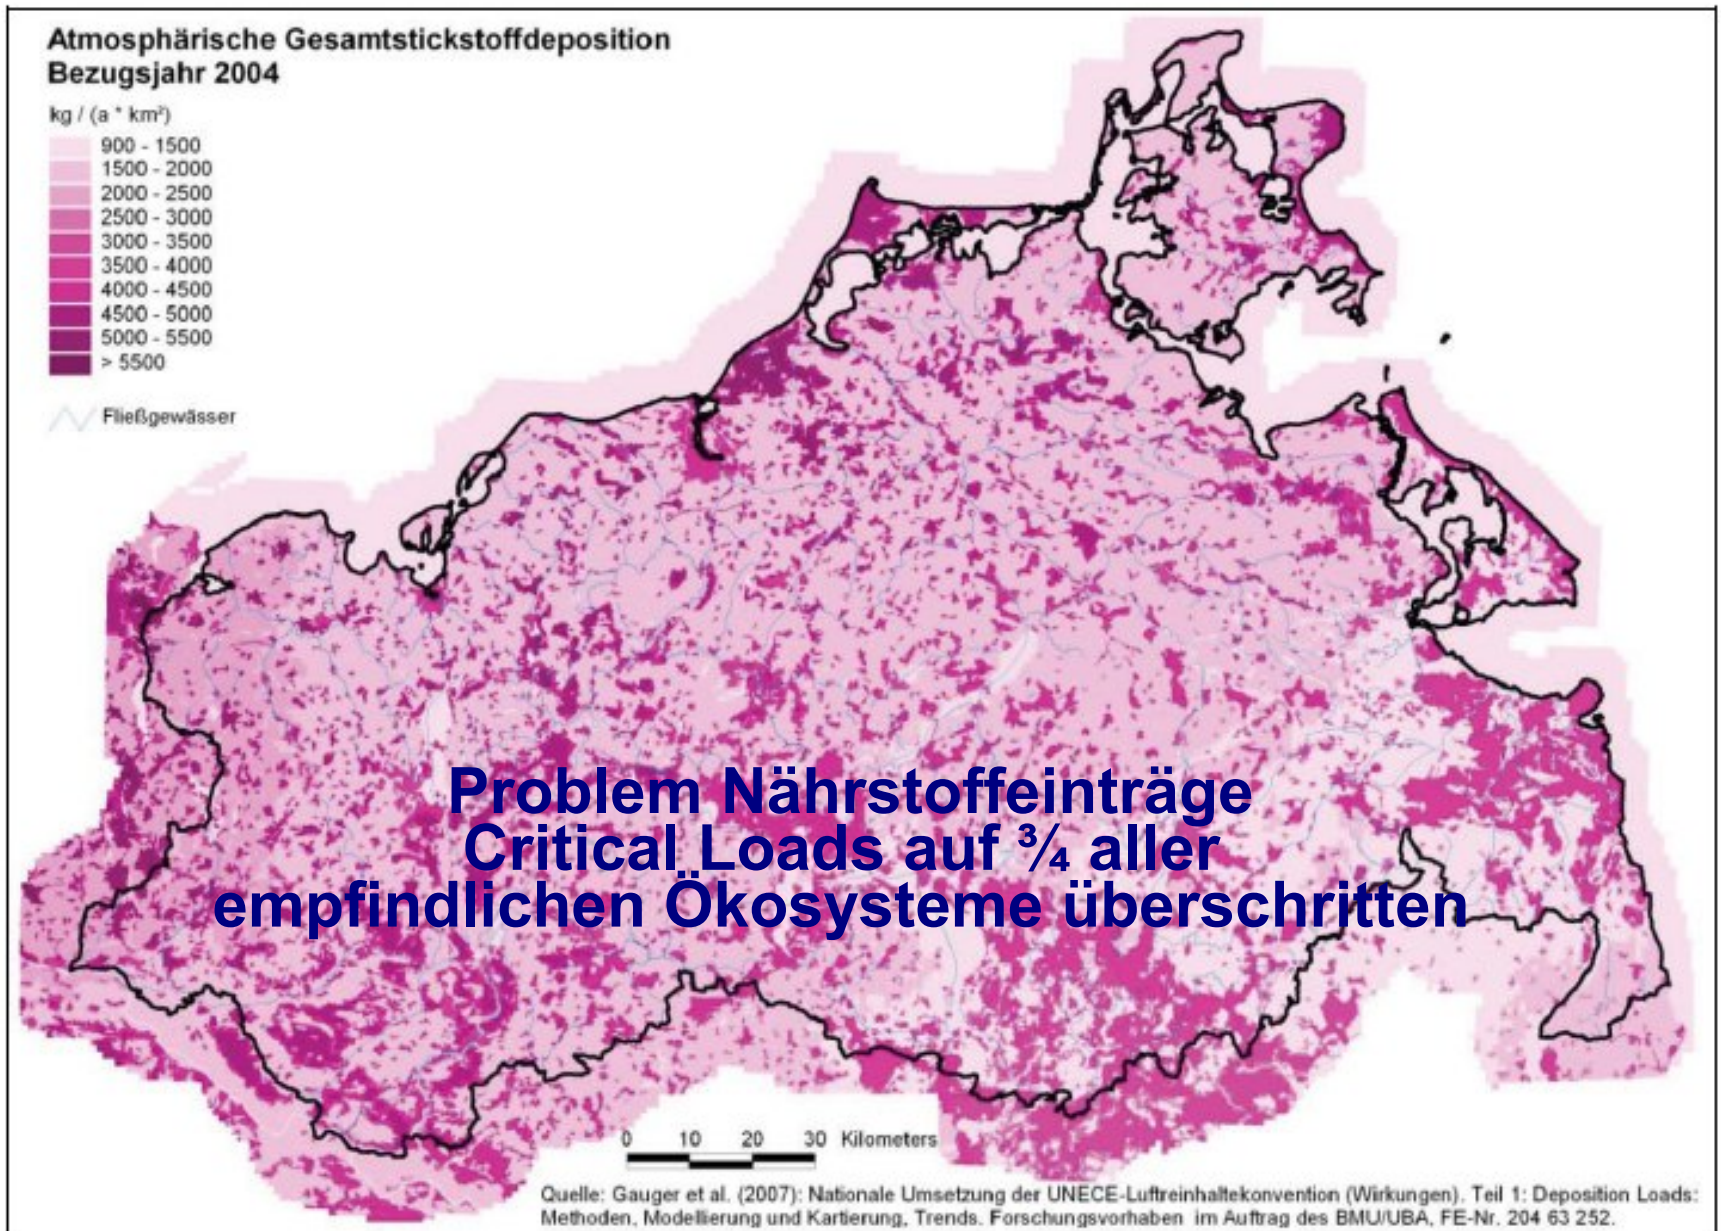 Atmosphärische Gesamtstickstoffdeposition
Bezugsjahr 2004
kg / (a * km²)
900 - 1500
1500 - 2000
2000 - 2500
2500 - 3000
3000 - 3500
3500 - 4000
4000 - 4500
4500 - 5000
5000 - 5500
> 5500
Fließgewässer
Problem Nährstoffeinträge
Critical Loads auf ¾ aller
empfindlichen Ökosysteme überschritten
0 10 20 30 Kilometers
Quelle: Gauger et al. (2007): Nationale Umsetzung der UNECE-Luftreinhaltekonvention (Wirkungen). Teil 1: Deposition Loads:
Methoden, Modellierung und Kartierung, Trends. Forschungsvorhaben im Auftrag des BMU/UBA, FE-Nr. 204 63 252.